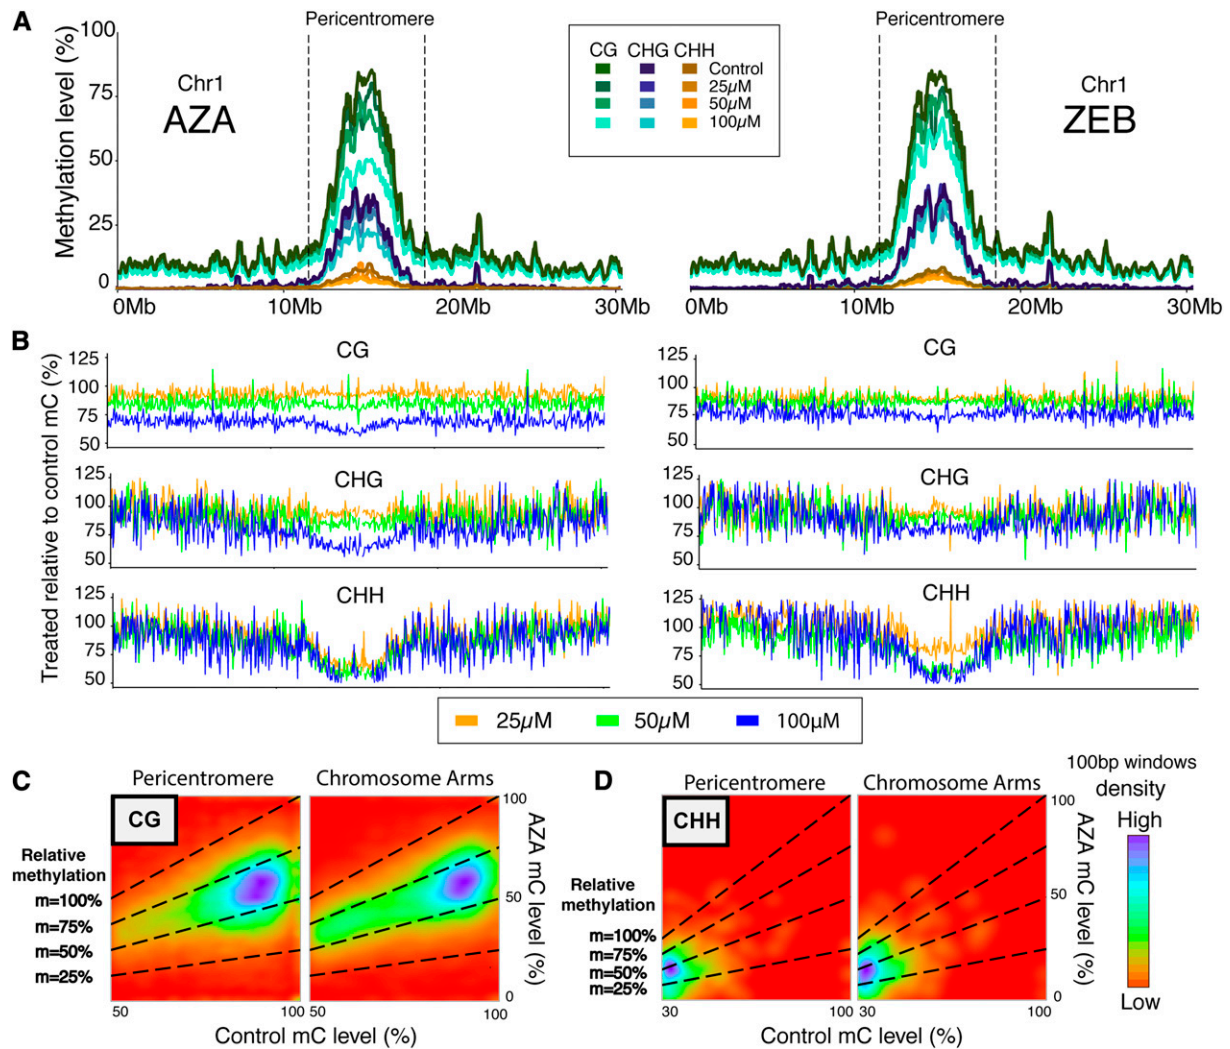 A
Methylation level (%)
100
75
50
25
0
Pericentromere
Chr1
AZA
0Mb
10Mb
20Mb
30Mb
CG CHG CHH
Control
25µM
50µM
100µM
Pericentromere
Chr1
ZEB
0Mb
10Mb
20Mb
30Mb
B
Treated relative to control mC (%)
CG
125
100
75
50
CG
125
100
75
50
CHG
125
100
75
50
CHG
125
100
75
50
CHH
125
100
75
50
CHH
125
100
75
50
25µM
50µM
100µM
C
Pericentromere
Chromosome Arms
CG
Relative
methylation
m=100%
m=75%
m=50%
m=25%
100
50
0
AZA mC level (%)
50
100
50
100
Control mC level (%)
D
Pericentromere
Chromosome Arms
CHH
Relative
methylation
m=100%
m=75%
m=50%
m=25%
100
50
0
AZA mC level (%)
30
100
30
100
Control mC level (%)
100bp windows
density
High
Low